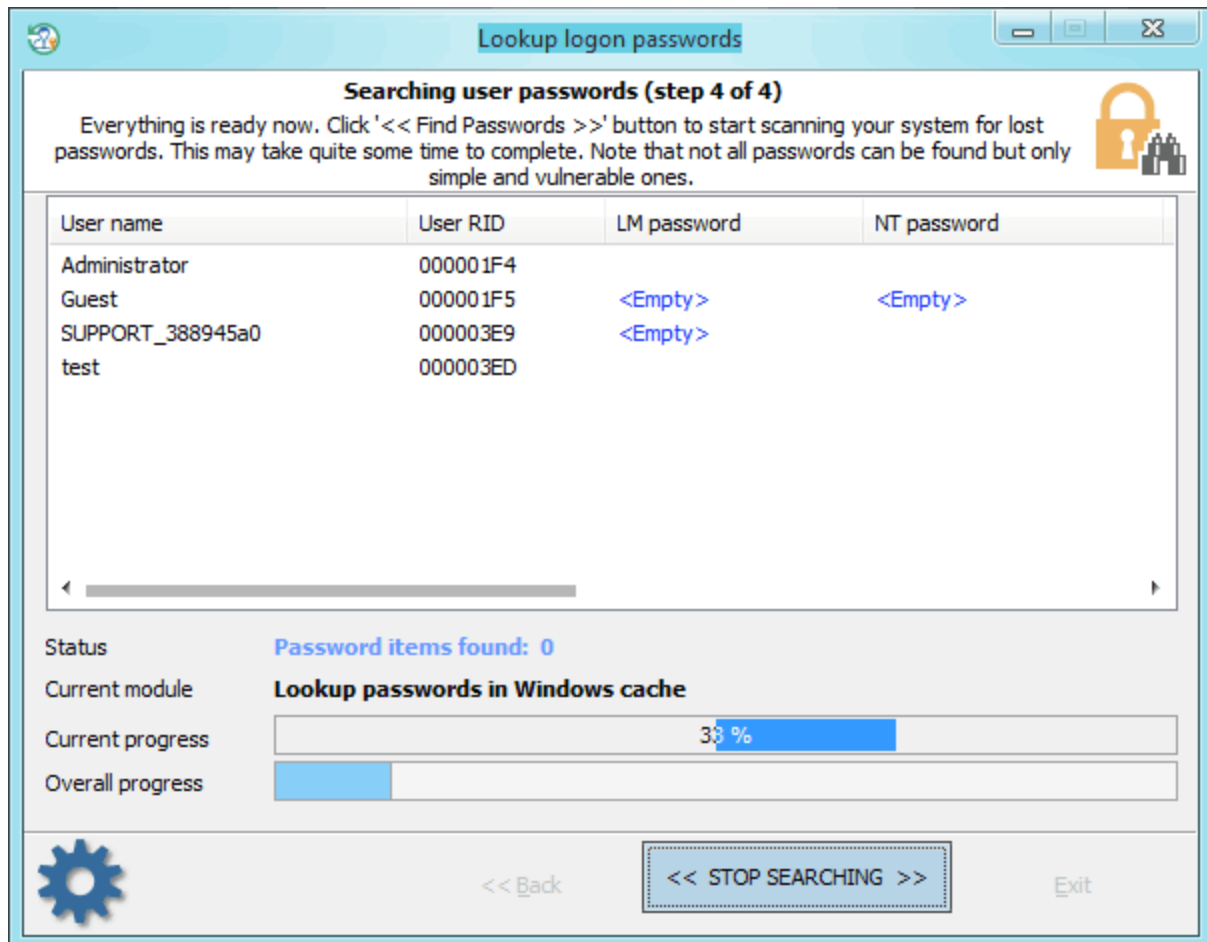 Lookup logon passwords
Searching user passwords (step 4 of 4)
Everything is ready now. Click '<< Find Passwords >>' button to start scanning your system for lost
passwords. This may take quite some time to complete. Note that not all passwords can be found but only
simple and vulnerable ones.
User name User RID LM password NT password
Administrator 000001F4
Guest 000001F5 <Empty> <Empty>
SUPPORT_388945a0 000003E9 <Empty>
test 000003ED
Status Password items found: 0
Current module Lookup passwords in Windows cache
Current progress 38 %
Overall progress
<< Back << STOP SEARCHING >> Exit